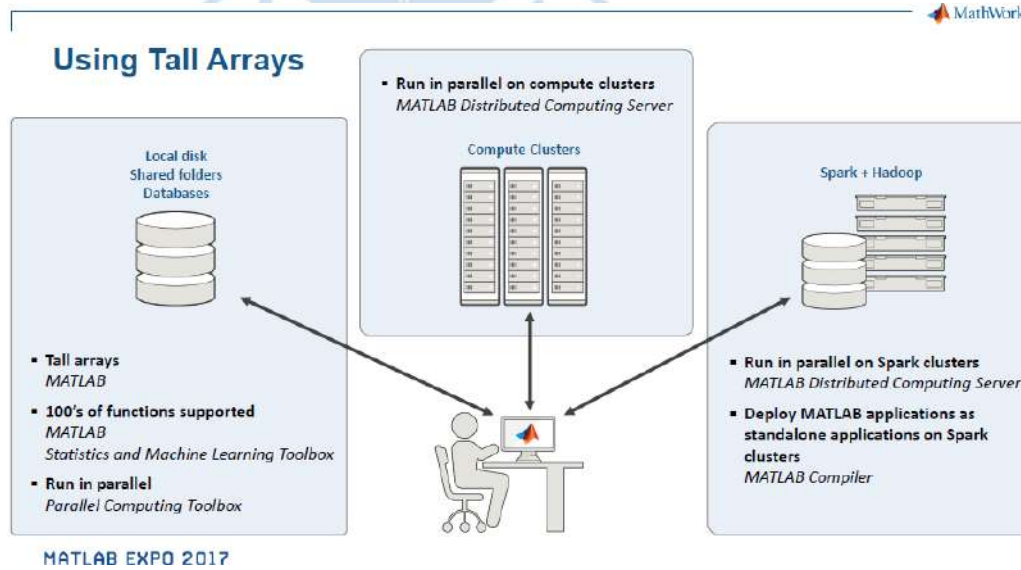 MathWork
Using Tall Arrays
Local disk
Shared folders
Databases
▪ Tall arrays
MATLAB
▪ 100's of functions supported
MATLAB
Statistics and Machine Learning Toolbox
▪ Run in parallel
Parallel Computing Toolbox
▪ Run in parallel on compute clusters
MATLAB Distributed Computing Server
Compute Clusters
Spark + Hadoop
▪ Run in parallel on Spark clusters
MATLAB Distributed Computing Server
▪ Deploy MATLAB applications as
standalone applications on Spark
clusters
MATLAB Compiler
MATLAB EXPO 2017